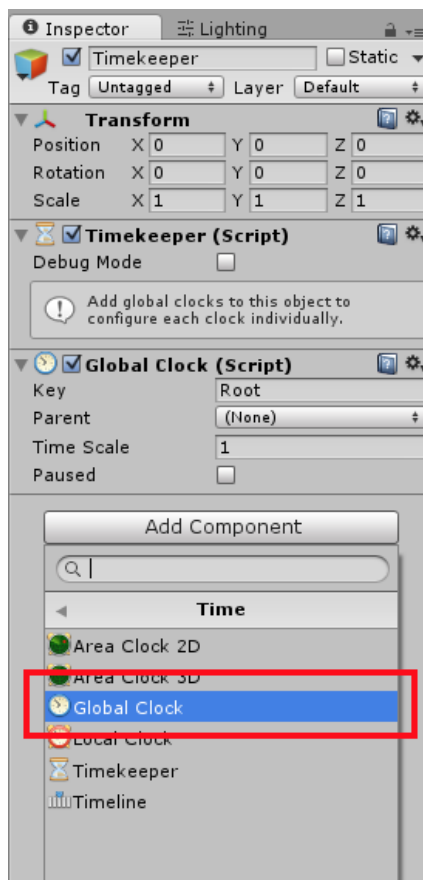 Inspector Lighting
Timekeeper Static
Tag Untagged Layer Default
Transform
Position X 0 Y 0 Z 0
Rotation X 0 Y 0 Z 0
Scale X 1 Y 1 Z 1
Timekeeper (Script)
Debug Mode
Add global clocks to this object to
configure each clock individually.
Global Clock (Script)
Key Root
Parent (None)
Time Scale 1
Paused
Add Component
Time
Area Clock 2D
Area Clock 3D
Global Clock
Local Clock
Timekeeper
Timeline